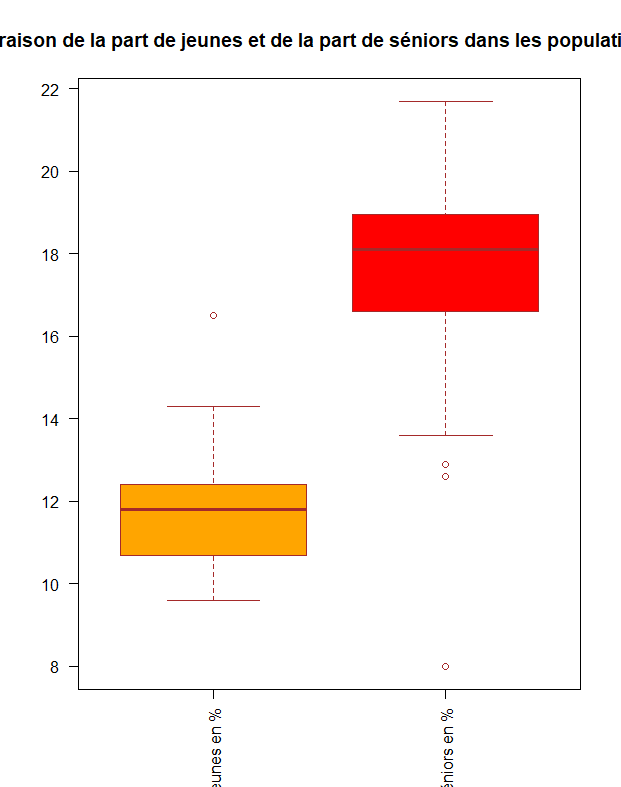 raison de la part de jeunes et de la part de séniors dans les populati
22
20
18
16
14
12
10
8
eunes en %
éniors en %